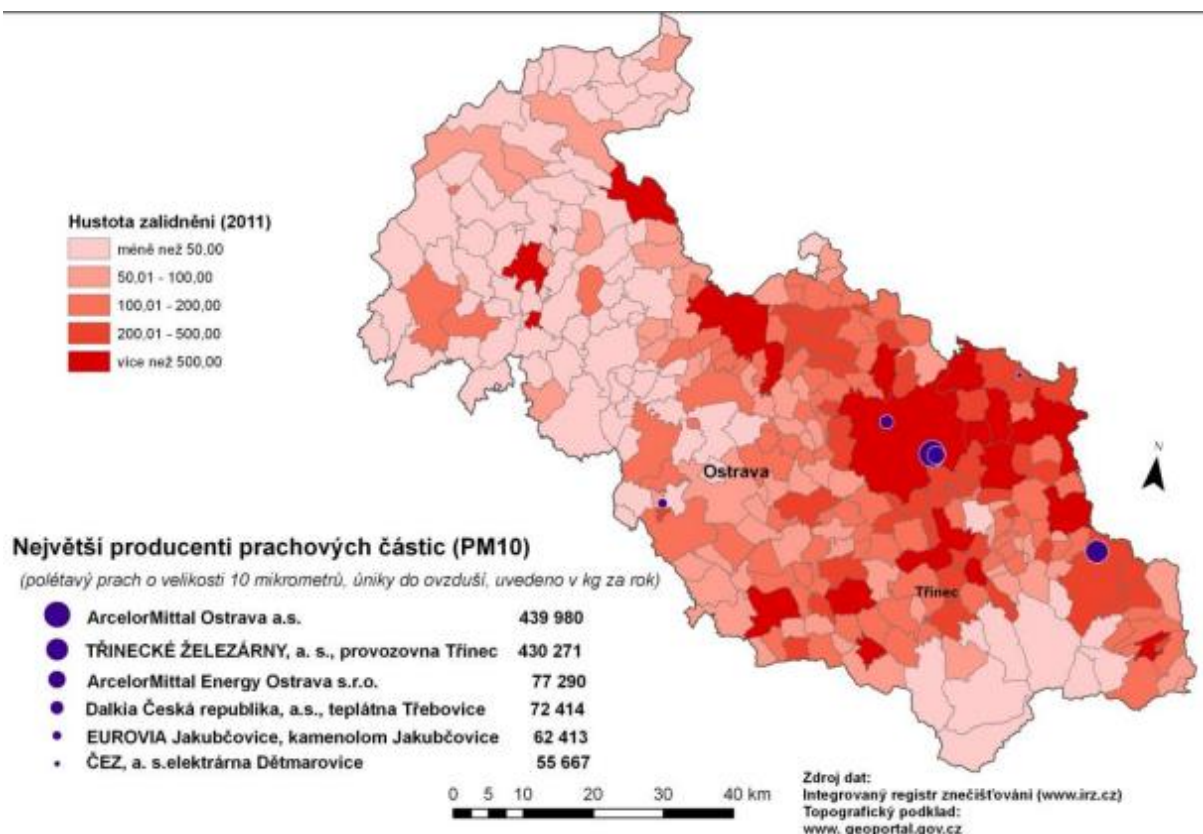 Hustota zalidnění (2011)
méně než 50,00
50,01 - 100,00
100,01 - 200,00
200,01 - 500,00
více než 500,00
Ostrava
Třinec
N
Největší producenti prachových částic (PM10)
(polétavý prach o velikosti 10 mikrometrů, úniky do ovzduší, uvedeno v kg za rok)
ArcelorMittal Ostrava a.s. 439 980
TŘINECKÉ ŽELEZÁRNY, a. s., provozovna Třinec 430 271
ArcelorMittal Energy Ostrava s.r.o. 77 290
Dalkia Česká republika, a.s., teplátna Třebovice 72 414
EUROVIA Jakubčovice, kamenolom Jakubčovice 62 413
ČEZ, a. s.elektrárna Dětmarovice 55 667
0 5 10 20 30 40 km
Zdroj dat:
Integrovaný registr znečišťování (www.irz.cz)
Topografický podklad:
www. geoportal.gov.cz